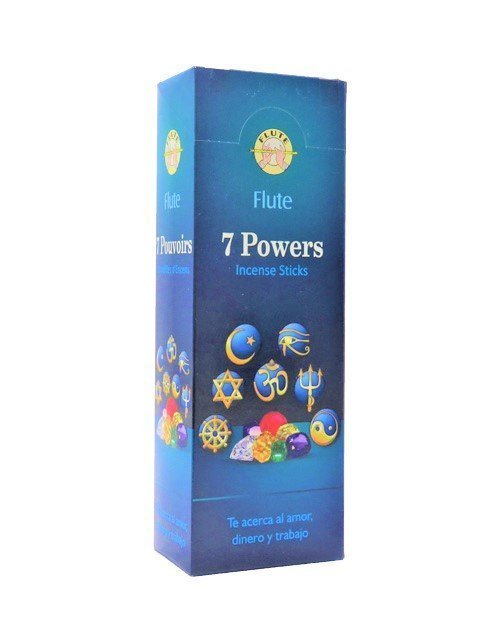 FLUTE
Flute
7 Powers
Incense Sticks
Te acerca al amor,
dinero y trabajo
7 Pouvoirs